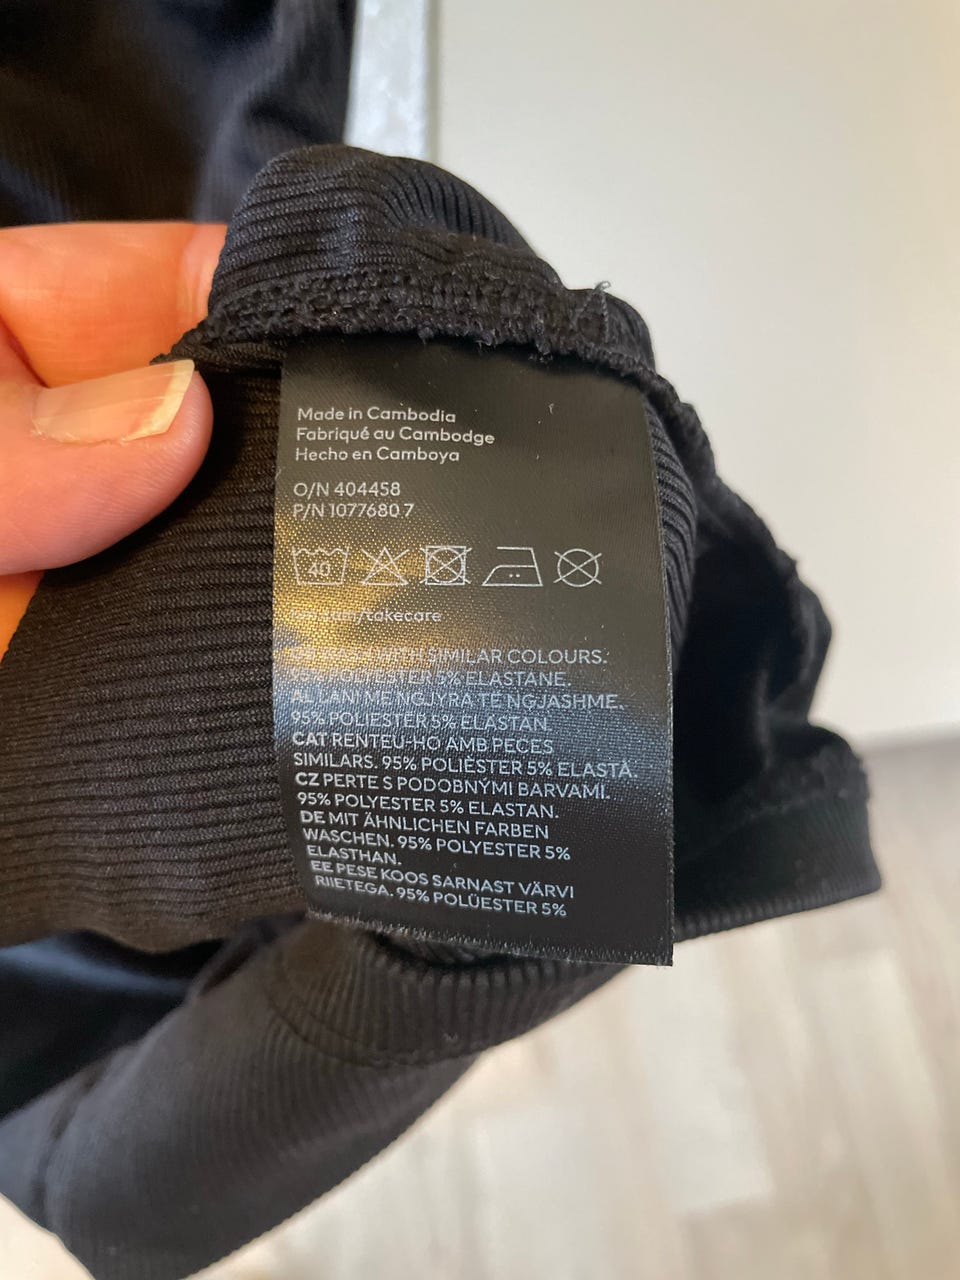 Made in Cambodia
Fabriqué au Cambodge
Hecho en Camboya
O/N 404458
P/N 1077680 7
40
/takecare
WITH SIMILAR COLOURS.
95% POLYESTER 5% ELASTANE.
AL LANI ME NGJYRA TË NGJASHME.
95% POLIESTER 5% ELASTAN.
CAT RENTEU-HO AMB PECES
SIMILARS. 95% POLIÈSTER 5% ELASTÀ.
CZ PERTE S PODOBNÝMI BARVAMI.
95% POLYESTER 5% ELASTAN.
DE MIT ÄHNLICHEN FARBEN
WASCHEN. 95% POLYESTER 5%
ELASTHAN.
EE PESE KOOS SARNAST VÄRVI
RIIETEGA. 95% POLÜESTER 5%